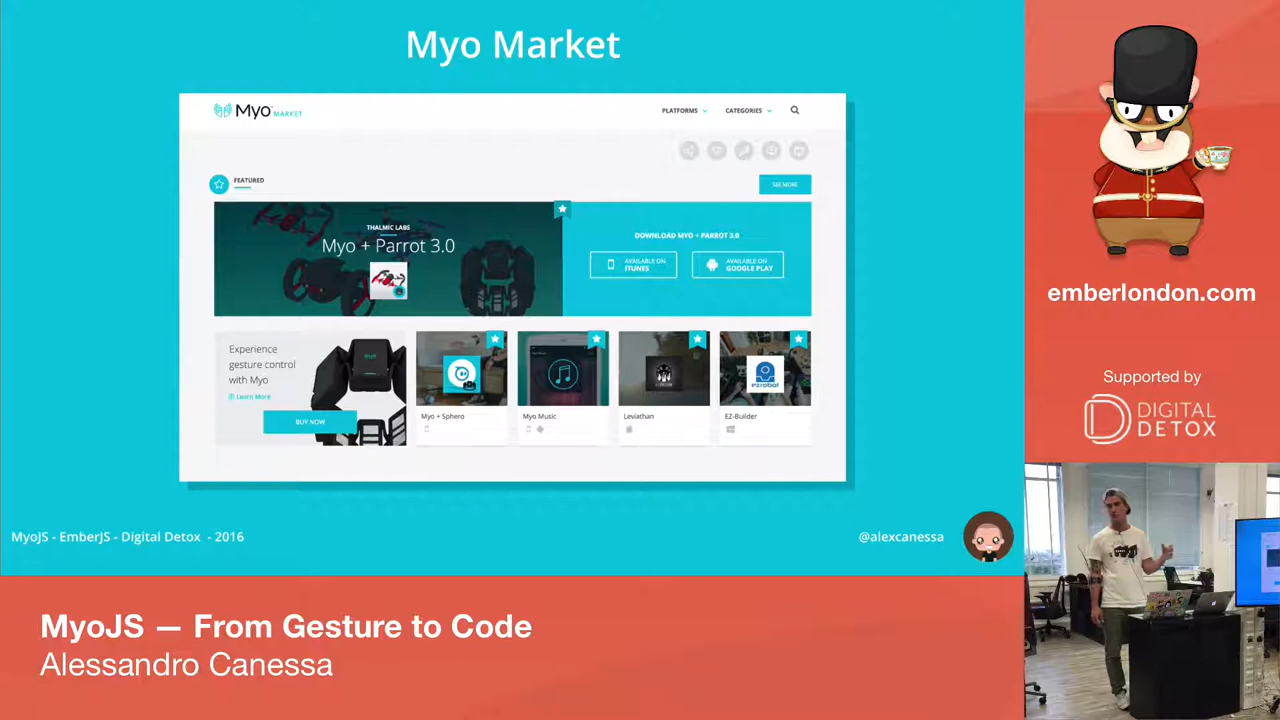 Myo Market
Myo MARKET
PLATFORMS
CATEGORIES
FEATURED
SEE MORE
THALMIC LABS
Myo + Parrot 3.0
DOWNLOAD MYO + PARROT 3.0
AVAILABLE ON
ITUNES
AVAILABLE ON
GOOGLE PLAY
Experience
gesture control
with Myo
Learn More
BUY NOW
Myo + Sphero
Myo Music
Leviathan
ezrobot
EZ-Builder
MyoJS - EmberJS - Digital Detox - 2016
@alexcanessa
emberlondon.com
Supported by
DIGITAL
DETOX
MyoJS — From Gesture to Code
Alessandro Canessa